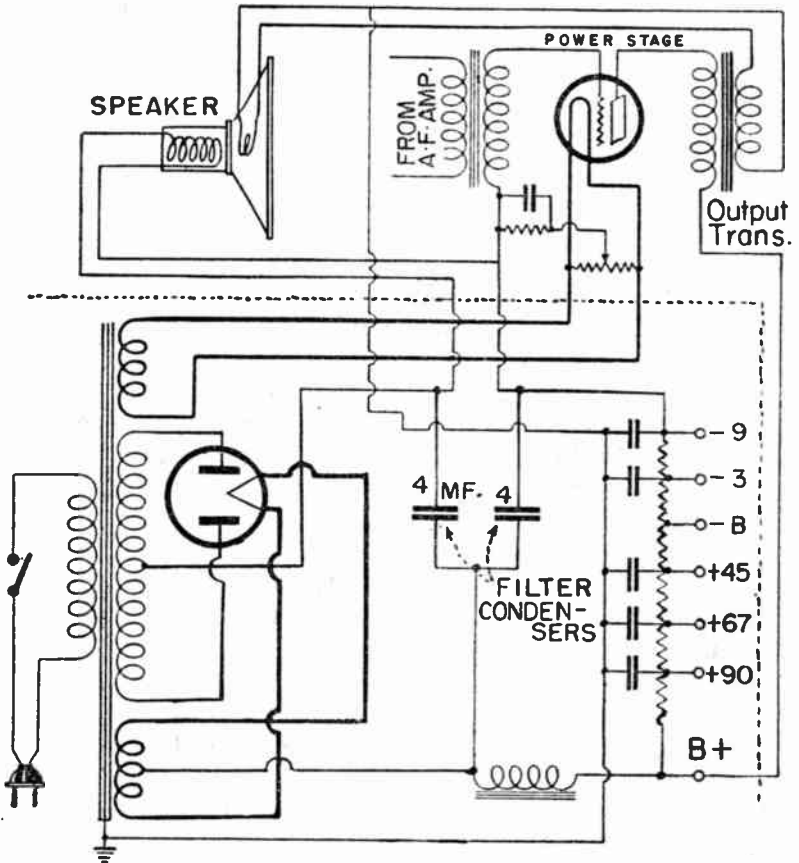 POWER STAGE
SPEAKER
FROM
A.F. AMP.
Output
Trans.
-9
4 MF. 4
-3
-B
FILTER
CONDEN-
SERS
+45
+67
+90
B+